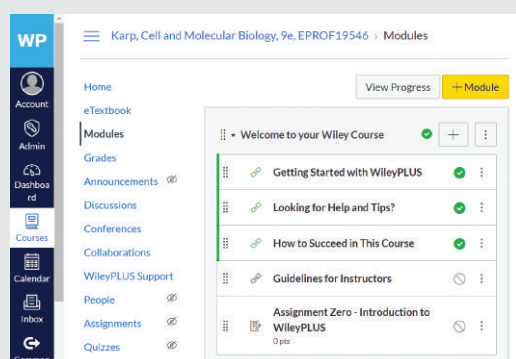 WP
Karp, Cell and Molecular Biology, 9e, EPROF19546 › Modules
Account
Admin
Dashboa
rd
Courses
Calendar
Inbox
Home
eTextbook
Modules
Grades
Announcements
Discussions
Conferences
Collaborations
WileyPLUS Support
People
Assignments
Quizzes
View Progress
+ Module
Welcome to your Wiley Course
Getting Started with WileyPLUS
Looking for Help and Tips?
How to Succeed in This Course
Guidelines for Instructors
Assignment Zero - Introduction to
WileyPLUS
0 pts